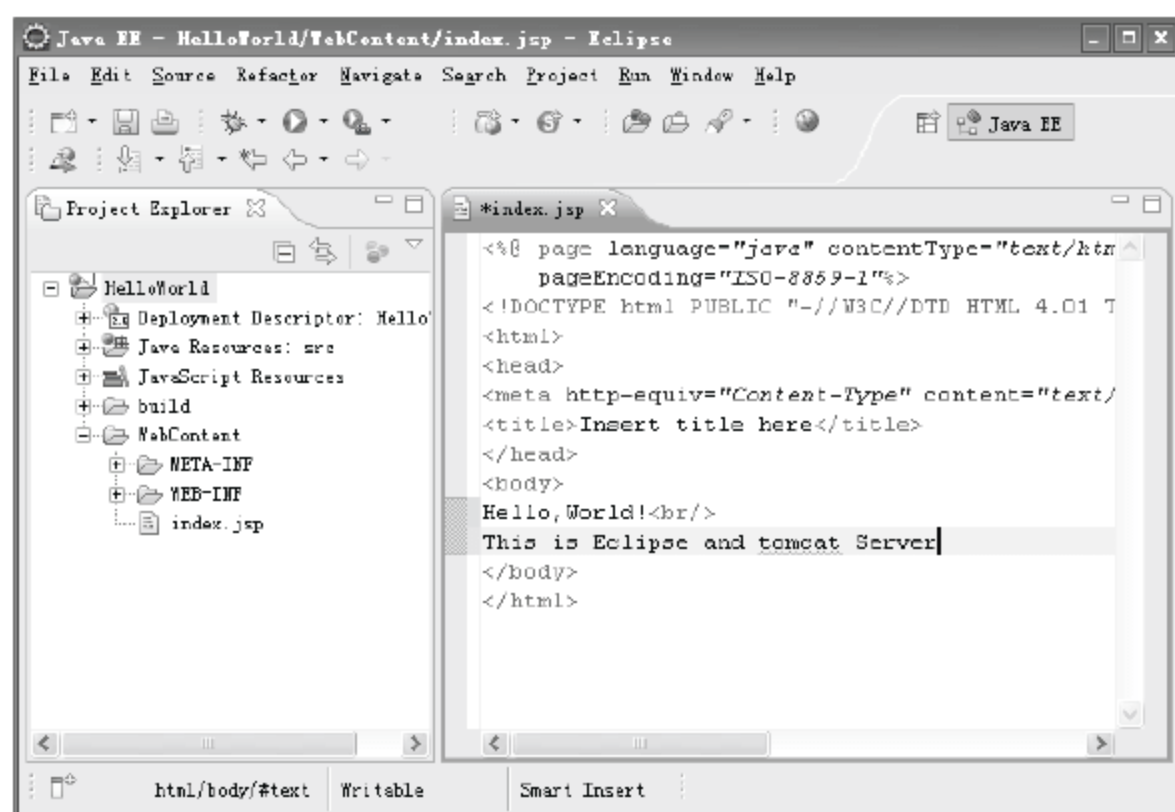 Java EE - HelloWorld/WebContent/index.jsp - Eclipse
File Edit Source Refactor Navigate Search Project Run Window Help
Java EE
Project Explorer
HelloWorld
Deployment Descriptor: Hello
Java Resources: src
JavaScript Resources
build
WebContent
META-INF
WEB-INF
index.jsp
*index.jsp
<%@ page language="java" contentType="text/htm
pageEncoding="ISO-8859-1"%>
<!DOCTYPE html PUBLIC "-//W3C//DTD HTML 4.01 T
<html>
<head>
<meta http-equiv="Content-Type" content="text/
<title>Insert title here</title>
</head>
<body>
Hello,World!<br/>
This is Eclipse and tomcat Server
</body>
</html>
html/body/#text Writable Smart Insert